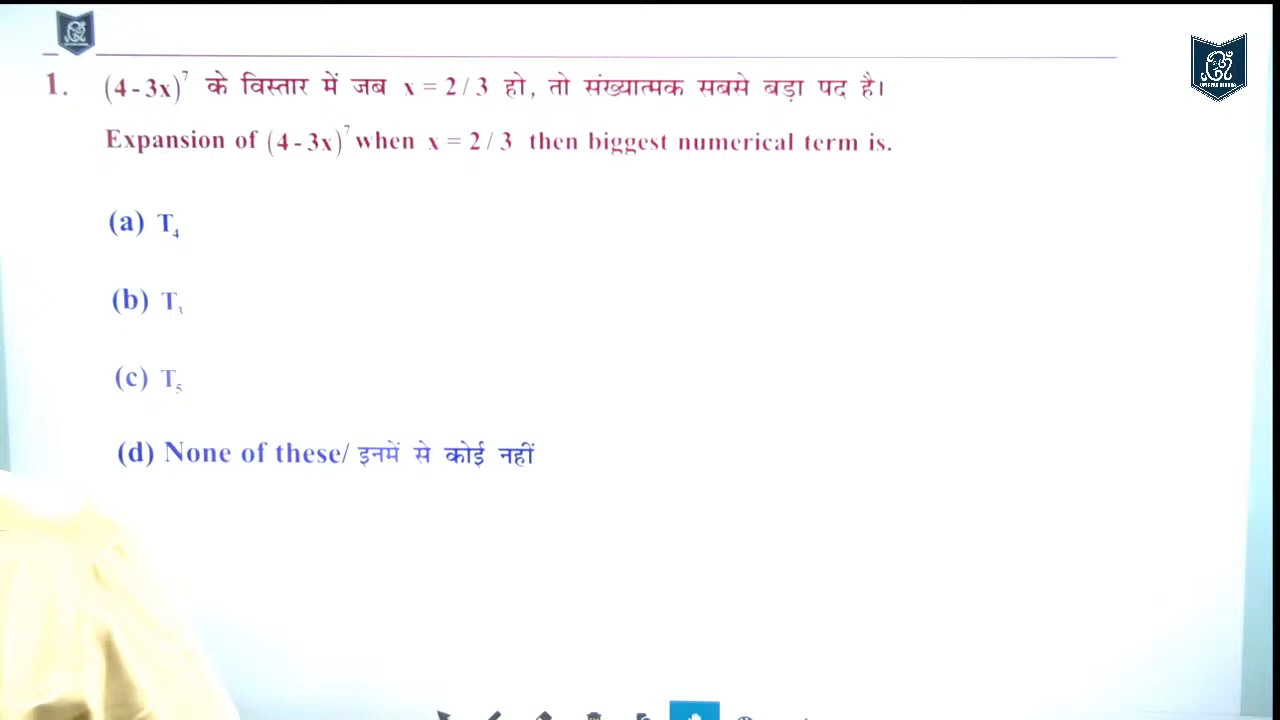 1. (4-3x)⁷ के विस्तार में जब x = 2/3 हो, तो संख्यात्मक सबसे बड़ा पद है।
Expansion of (4-3x)⁷ when x = 2/3 then biggest numerical term is.
(a) T₄
(b) T₃
(c) T₅
(d) None of these/ इनमें से कोई नहीं